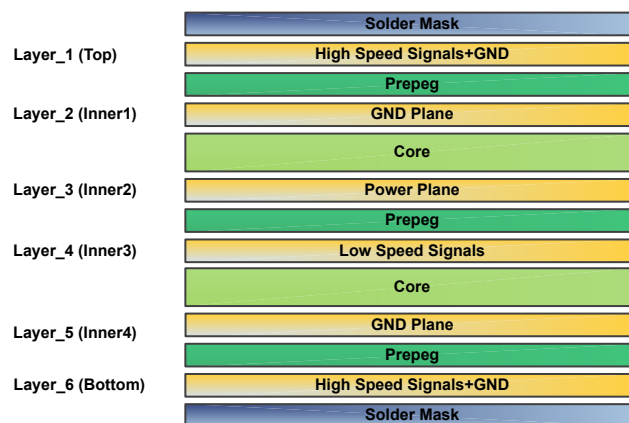 Solder Mask
Layer_1 (Top) High Speed Signals+GND
Prepeg
Layer_2 (Inner1) GND Plane
Core
Layer_3 (Inner2) Power Plane
Prepeg
Layer_4 (Inner3) Low Speed Signals
Core
Layer_5 (Inner4) GND Plane
Prepeg
Layer_6 (Bottom) High Speed Signals+GND
Solder Mask